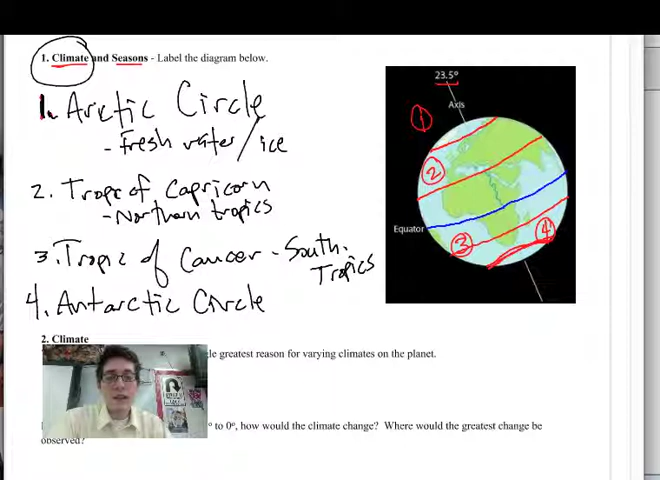 1. Climate and Seasons - Label the diagram below.
1. Arctic Circle
- Fresh water/ice
2. Tropic of Capricorn
- Northern tropics
3. Tropic of Cancer - South.
Tropics
4. Antarctic Circle
23.5°
Axis
1
2
Equator
3
4
2. Climate
le greatest reason for varying climates on the planet.
° to 0°, how would the climate change? Where would the greatest change be
observed?